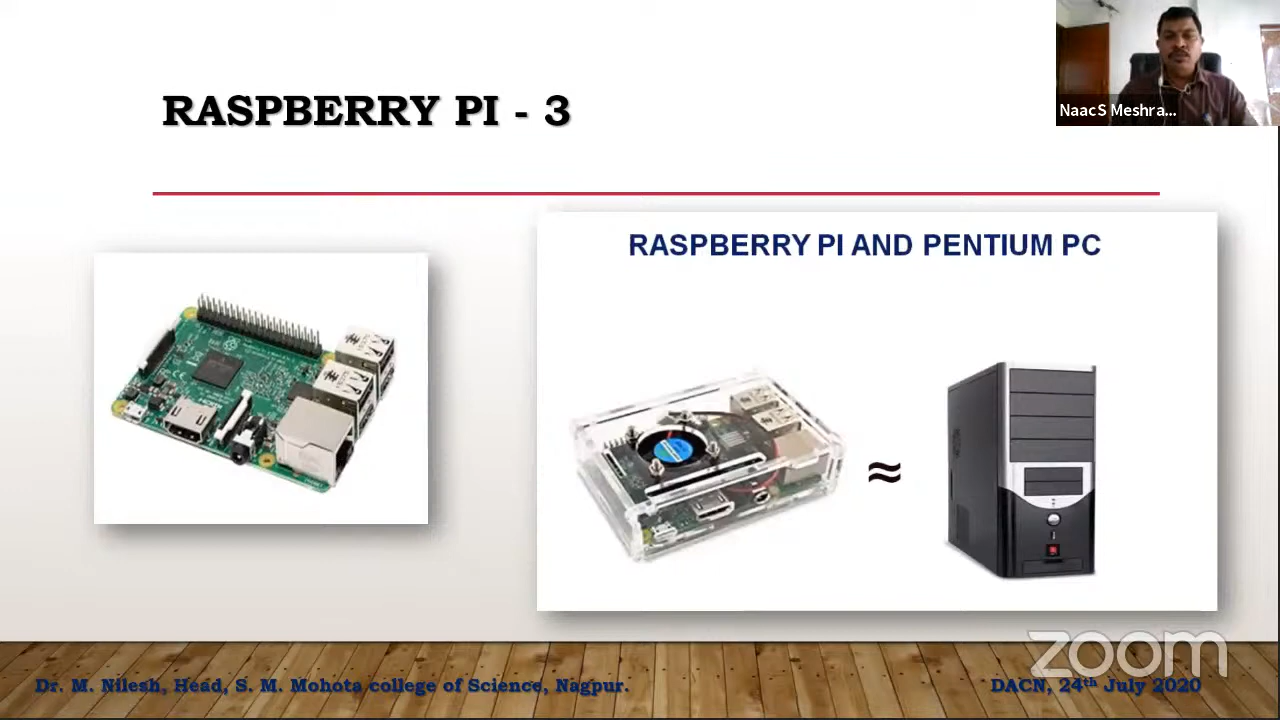 RASPBERRY PI - 3
NaacS Meshra...
RASPBERRY PI AND PENTIUM PC
≈
zoom
Dr. M. Nilesh, Head, S. M. Mohota college of Science, Nagpur.
DACN, 24th July 2020